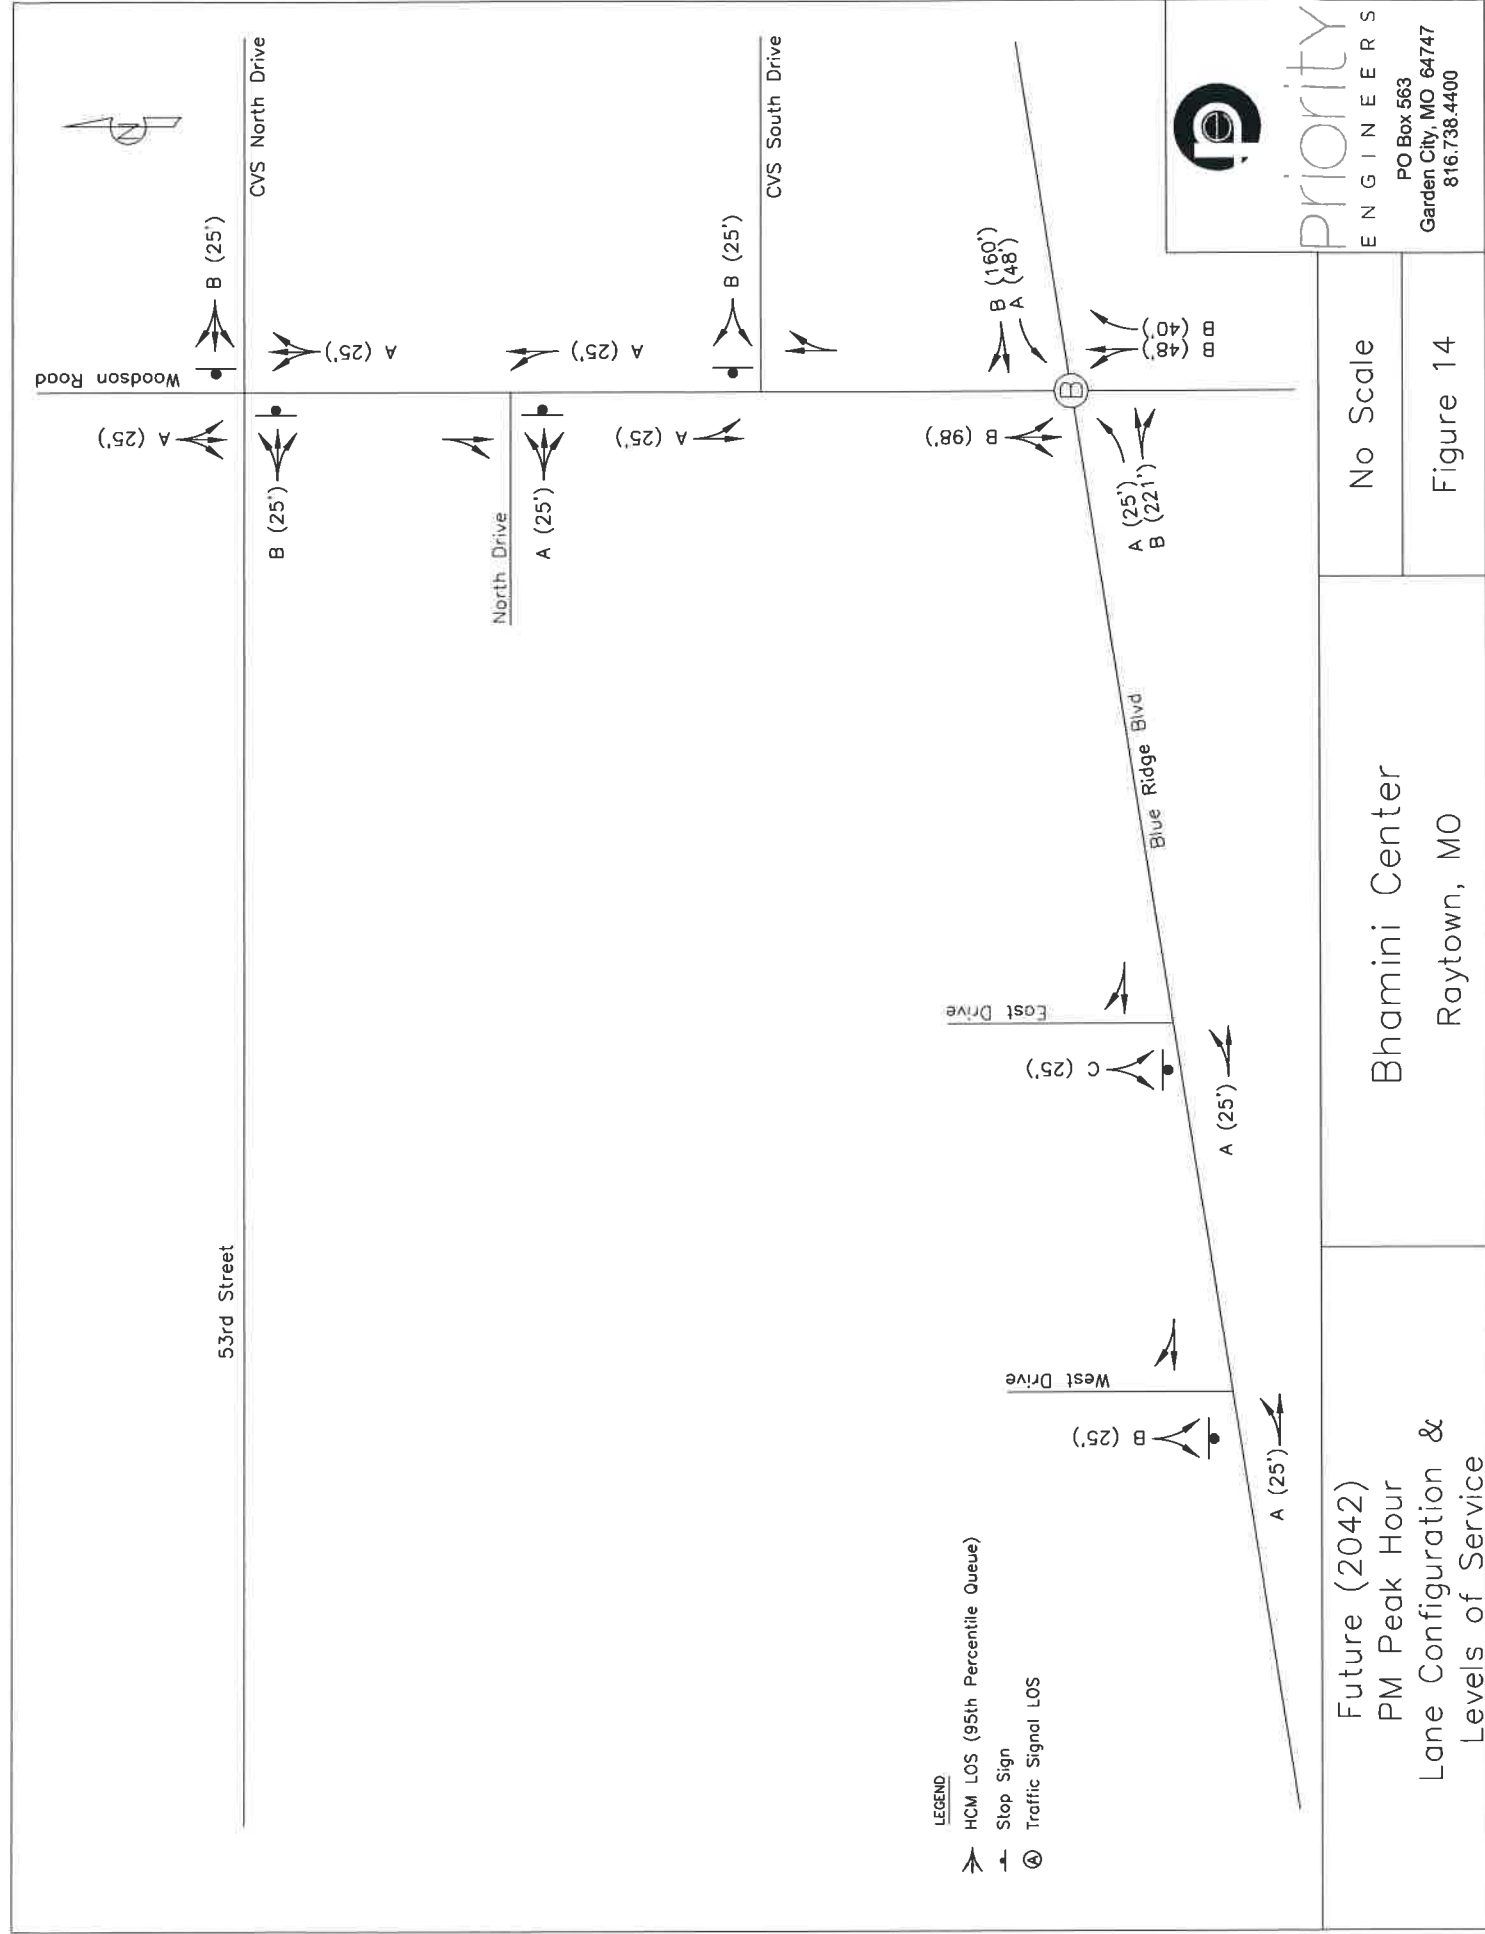 53rd Street
Woodson Road
CVS North Drive
N
A (25')
B (25')
B (25')
A (25')
North Drive
A (25')
A (25')
A (25')
B (25')
CVS South Drive
B (98')
B (160')
A (48')
B
A (25')
B (221')
B (48')
B (40')
Blue Ridge Blvd
East Drive
C (25')
A (25')
West Drive
B (25')
A (25')
LEGEND
HCM LOS (95th Percentile Queue)
Stop Sign
A Traffic Signal LOS
Future (2042)
PM Peak Hour
Lane Configuration &
Levels of Service
Bhamini Center
Raytown, MO
No Scale
Figure 14
pe
Priority
ENGINEERS
PO Box 563
Garden City, MO 64747
816.738.4400